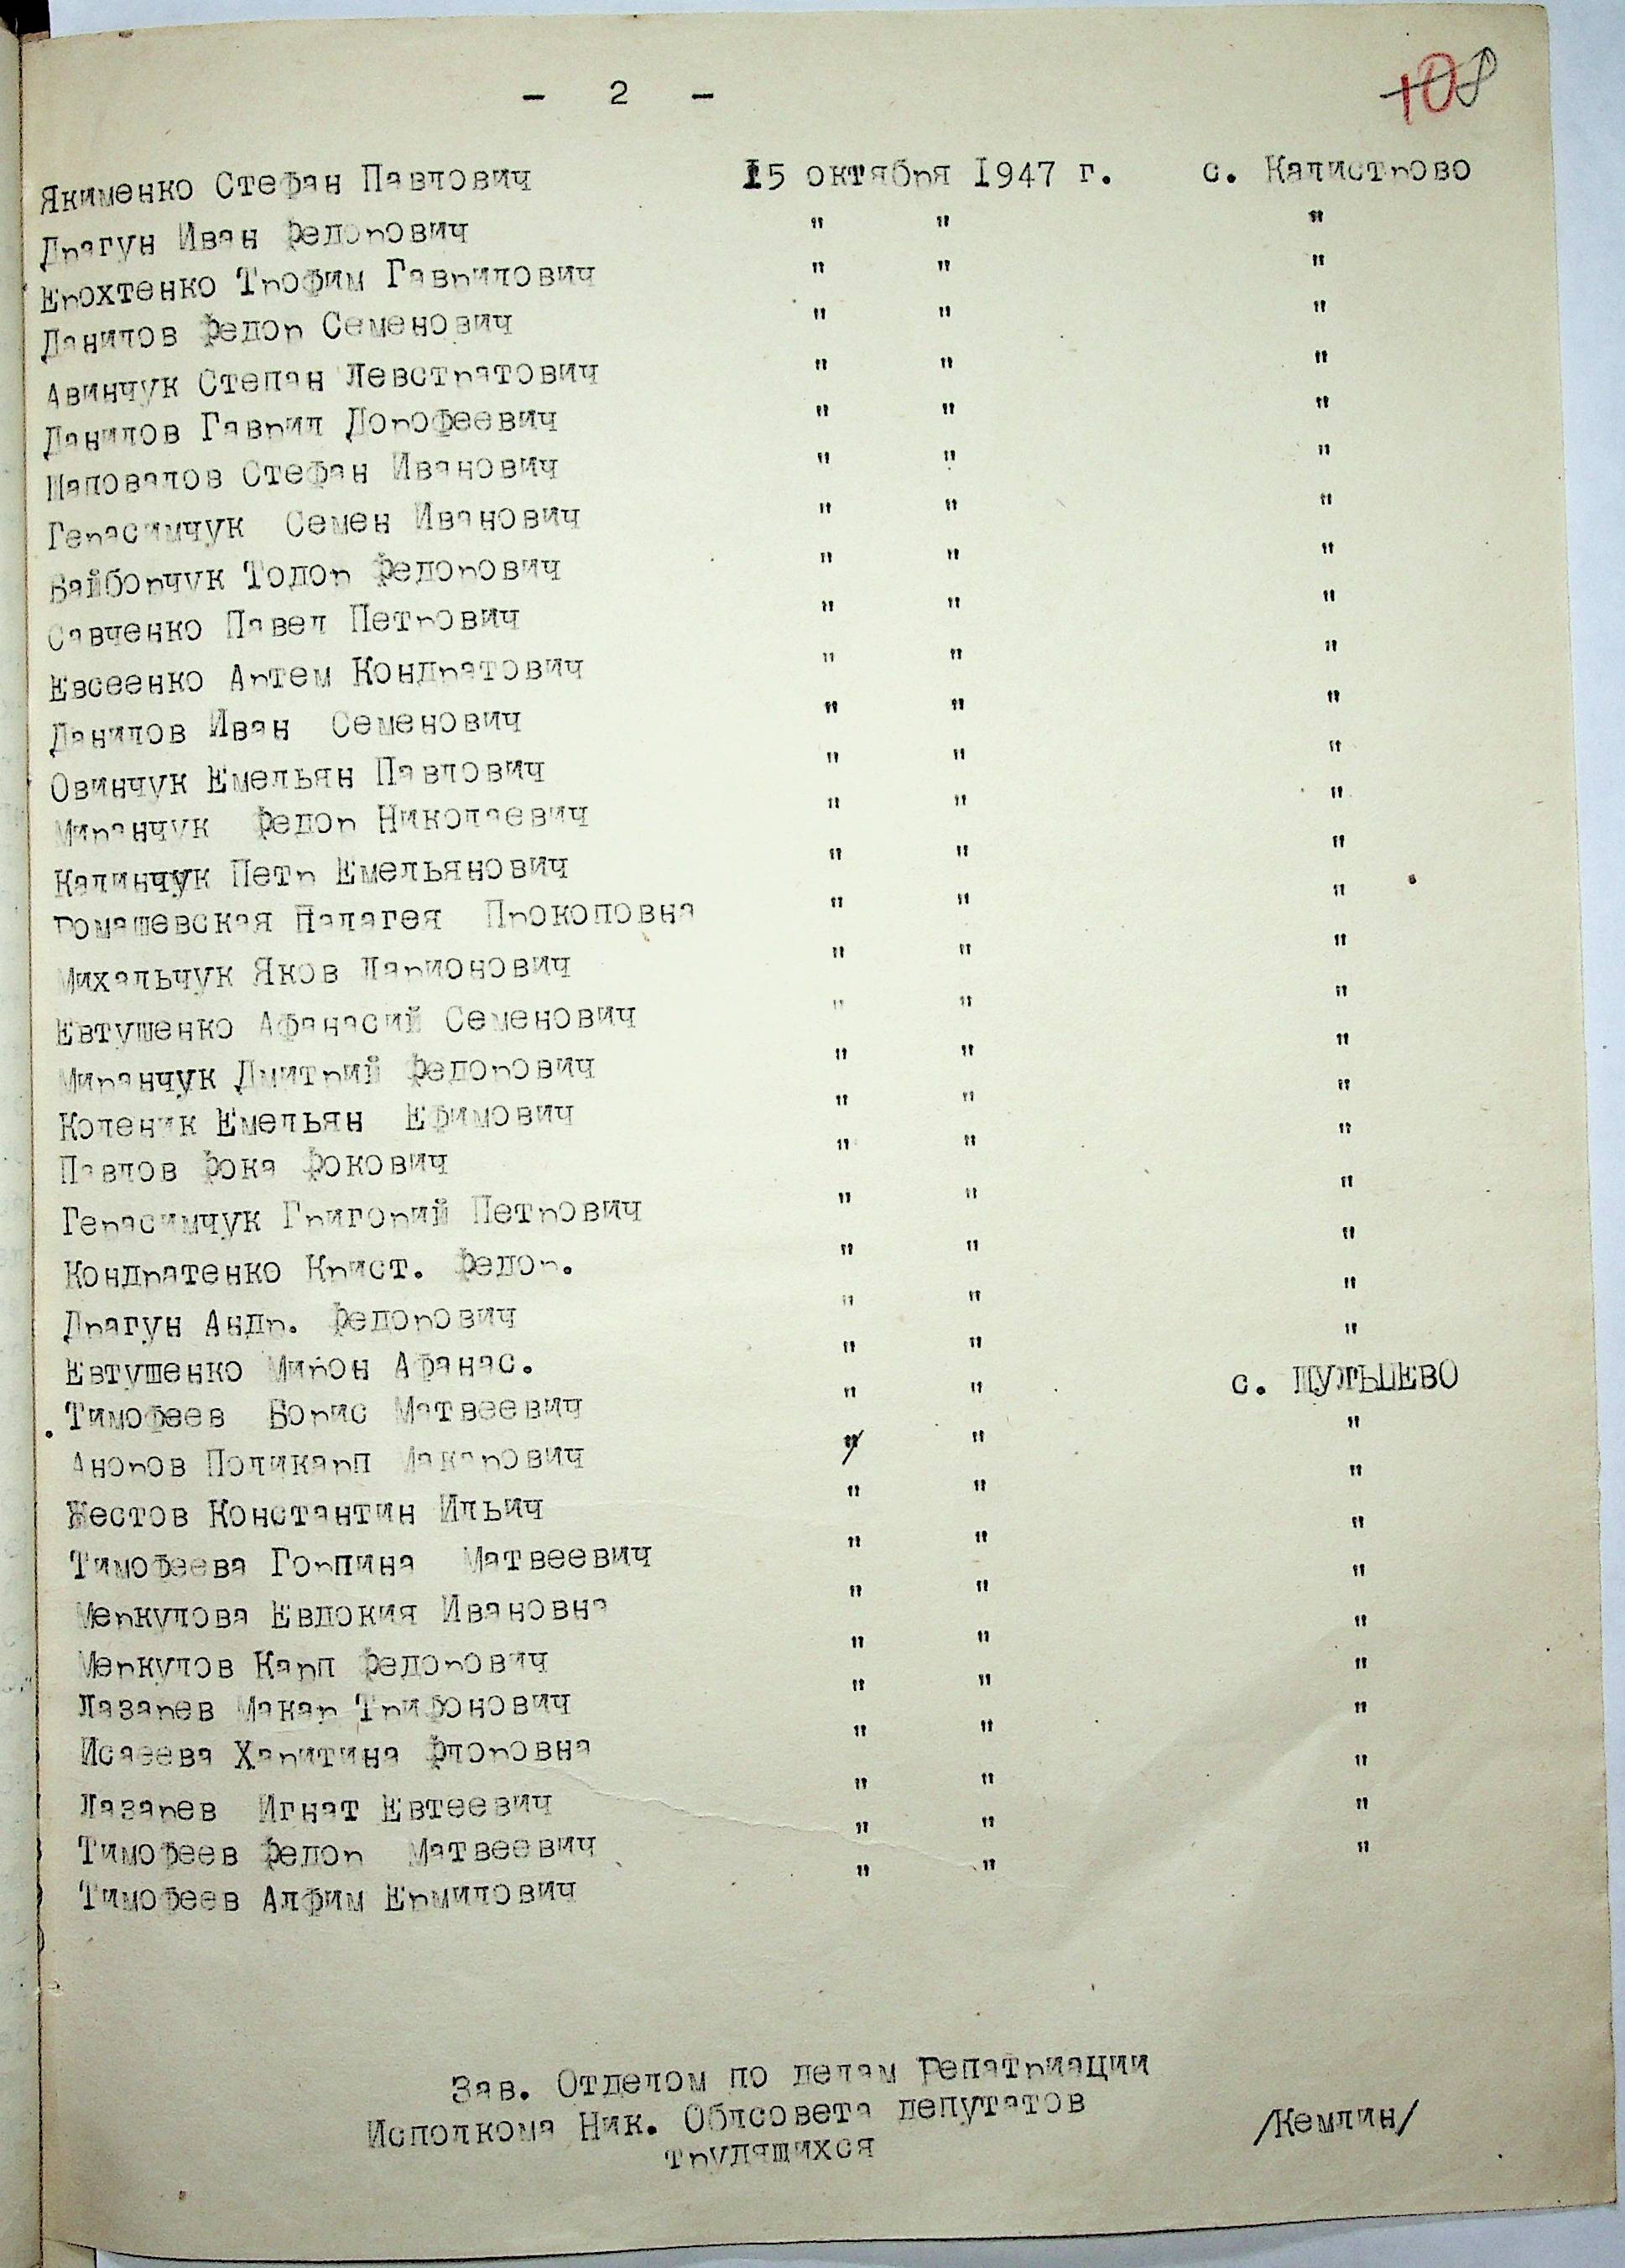 - 2 -
108
Якименко Стефан Павлович 15 октября 1947 г. с. Калистрово
Драгун Иван Федорович " " "
Ерохтенко Трофим Гаврилович " " "
Данилов Федор Семенович " " "
Авинчук Степан Левстратович " " "
Данилов Гаврил Дорофеевич " " "
Шаповалов Стефан Иванович " " "
Герасимчук Семен Иванович " " "
Байборчук Тодор Федорович " " "
Савченко Павел Петрович " " "
Евсеенко Артем Кондратович " " "
Данилов Иван Семенович " " "
Овинчук Емельян Павлович " " "
Миранчук Федор Николаевич " " "
Калинчук Петр Емельянович " " "
Ромашевская Палагея Прокоповна " " "
Михальчук Яков Ларионович " " "
Евтушенко Афанасий Семенович " " "
Миранчук Дмитрий Федорович " " "
Коленик Емельян Ефимович " " "
Павлов Фока Фокович " " "
Герасимчук Григорий Петрович " " "
Кондратенко Крист. Федор. " " "
Драгун Андр. Федорович " " "
Евтушенко Мирон Афанас. " " "
Тимофеев Борис Матвеевич " " с.
Аноров Поликарп Макарович " " "
Жестов Константин Ильич " " "
Тимофеева Горпина Матвеевич " " "
Меркулова Евдокия Ивановна " " "
Меркулов Карп Федорович " " "
Лазарев Макар Трифонович " " "
Исаеева Харитина Флоровна " " "
Лазарев Игнат Евтеевич " " "
Тимофеев Федор Матвеевич " " "
Тимофеев Алфим Ермилович " " "
Зав. Отделом по делам Репатриации
Исполкома Ник. Облсовета депутатов
трудящихся
/Кемлин/